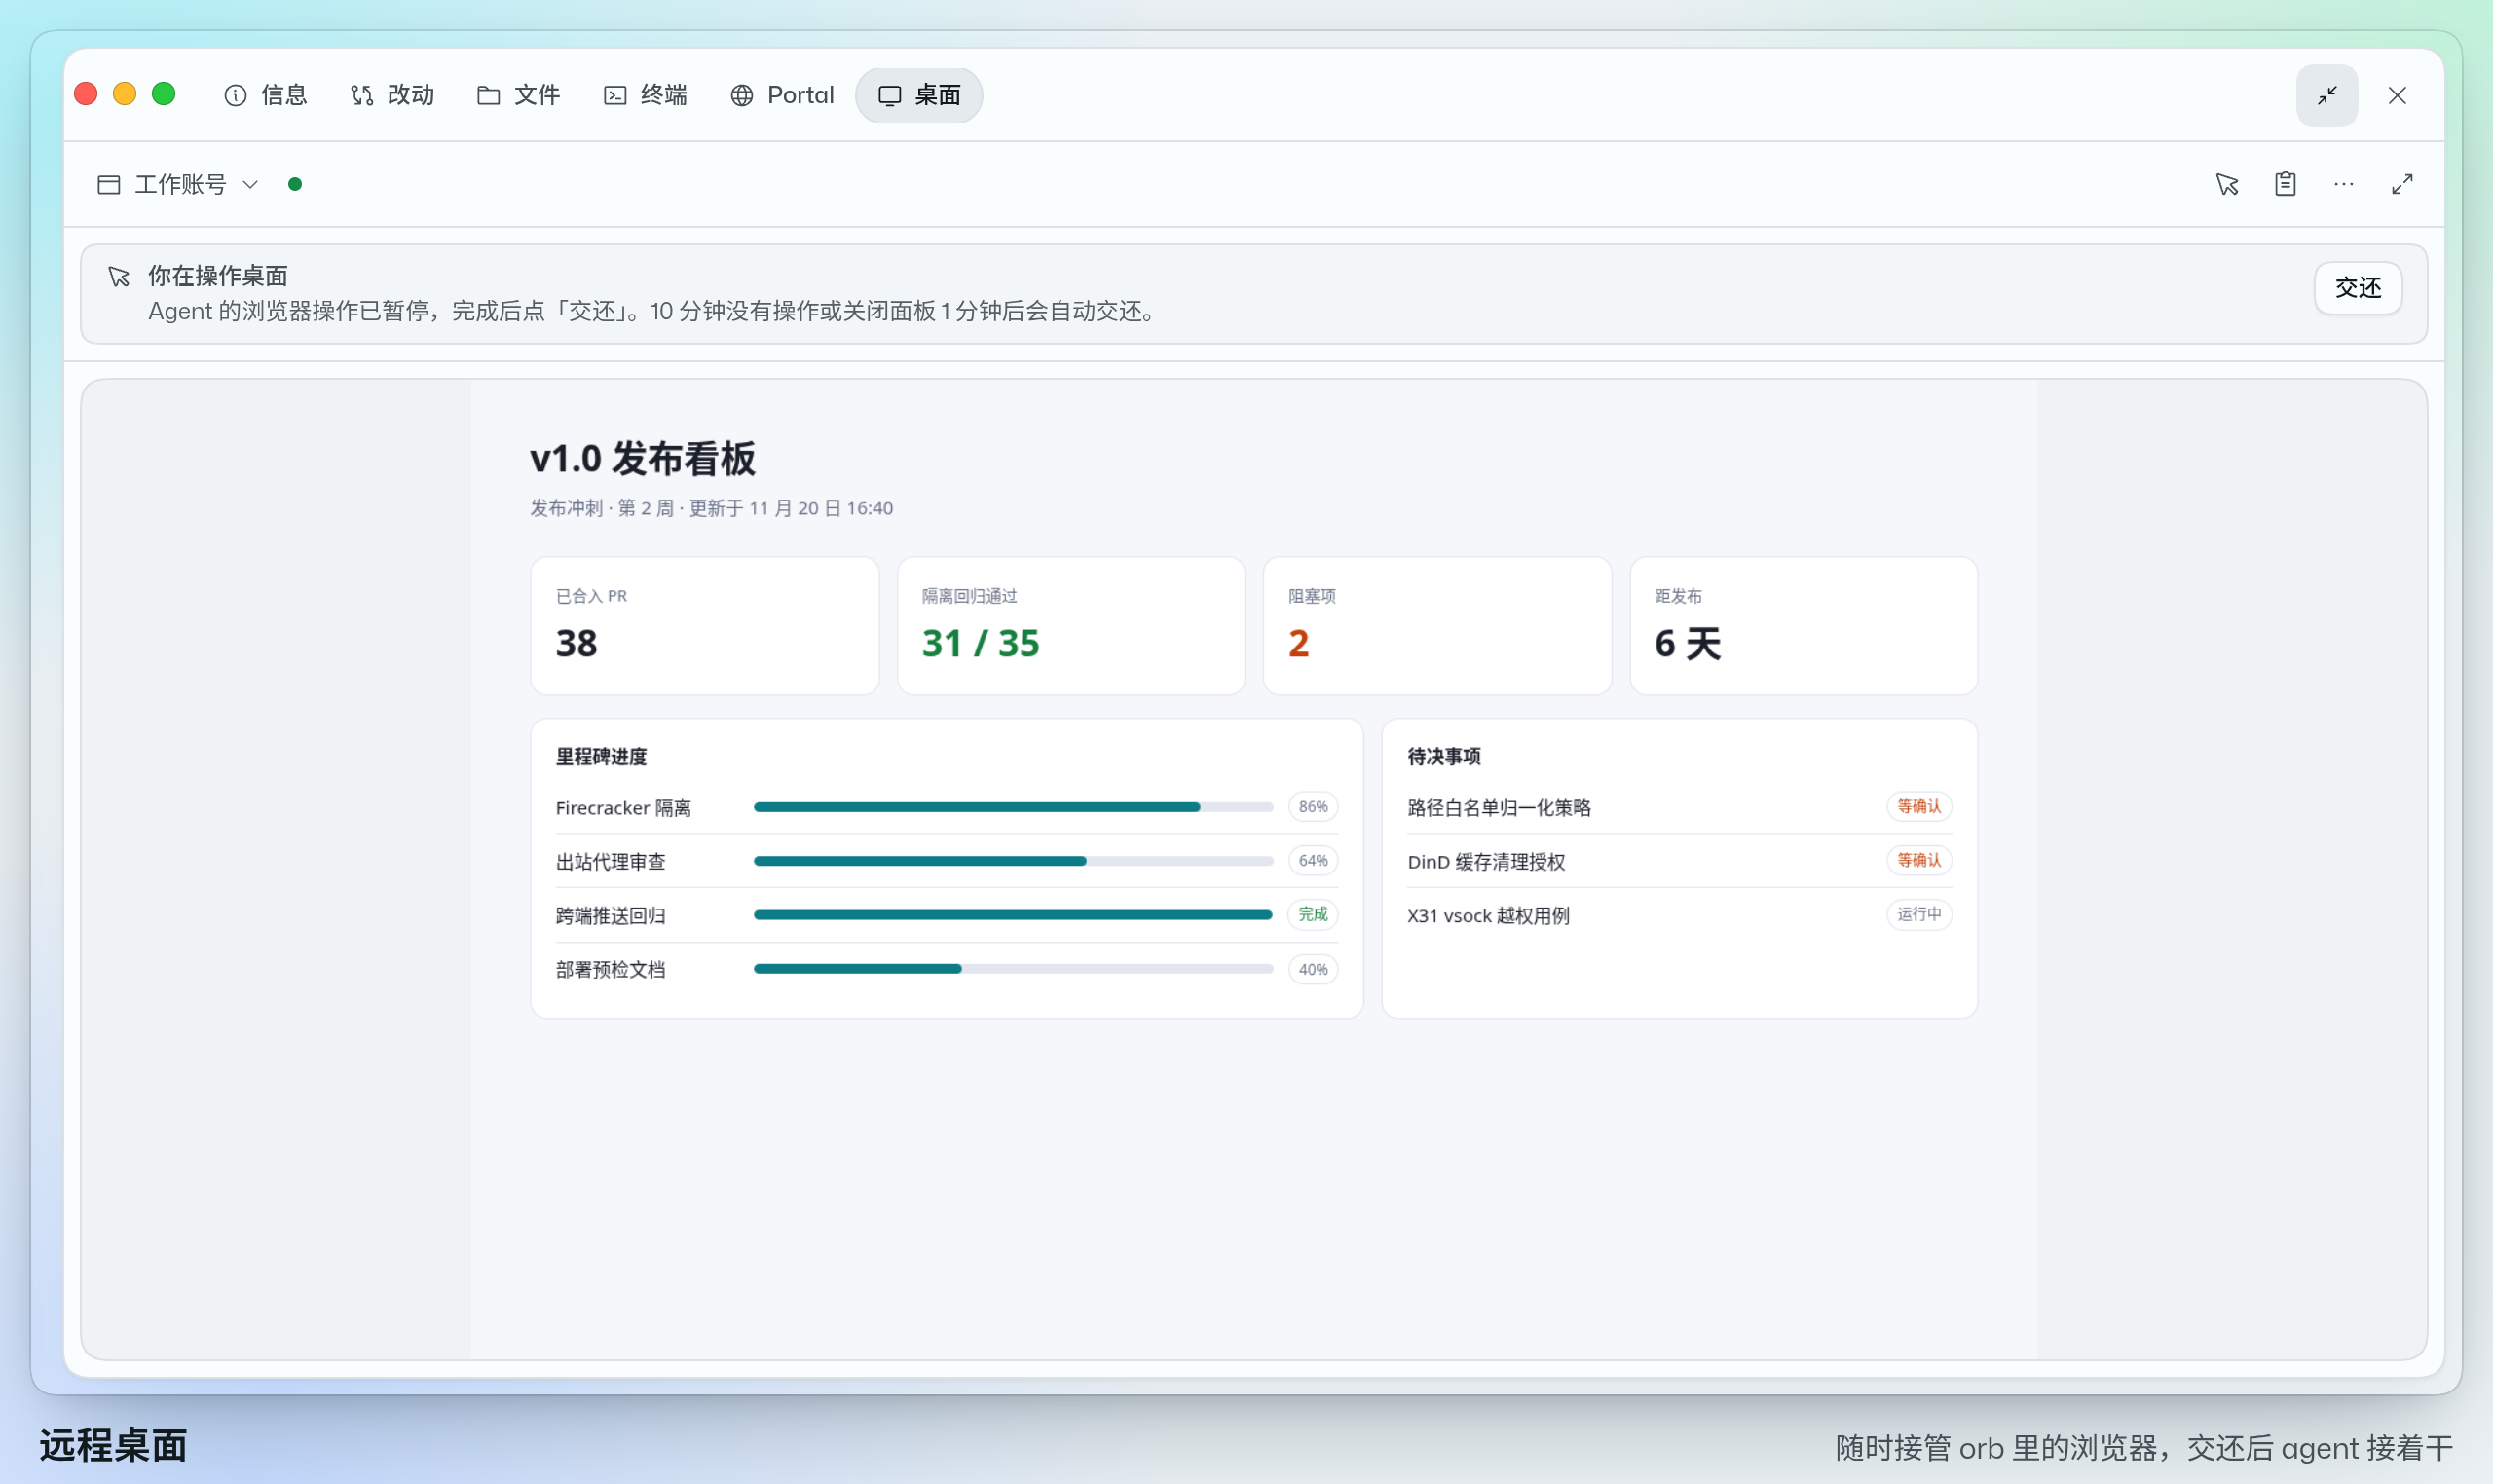 信息 改动 文件 终端 Portal 桌面
工作账号
你在操作桌面
Agent 的浏览器操作已暂停，完成后点「交还」。10 分钟没有操作或关闭面板 1 分钟后会自动交还。
交还
v1.0 发布看板
发布冲刺 · 第 2 周 · 更新于 11 月 20 日 16:40
已合入 PR
38
隔离回归通过
31 / 35
阻塞项
2
距发布
6 天
里程碑进度
Firecracker 隔离 86%
出站代理审查 64%
跨端推送回归 完成
部署预检文档 40%
待决事项
路径白名单归一化策略 等确认
DinD 缓存清理授权 等确认
X31 vsock 越权用例 运行中
远程桌面
随时接管 orb 里的浏览器，交还后 agent 接着干